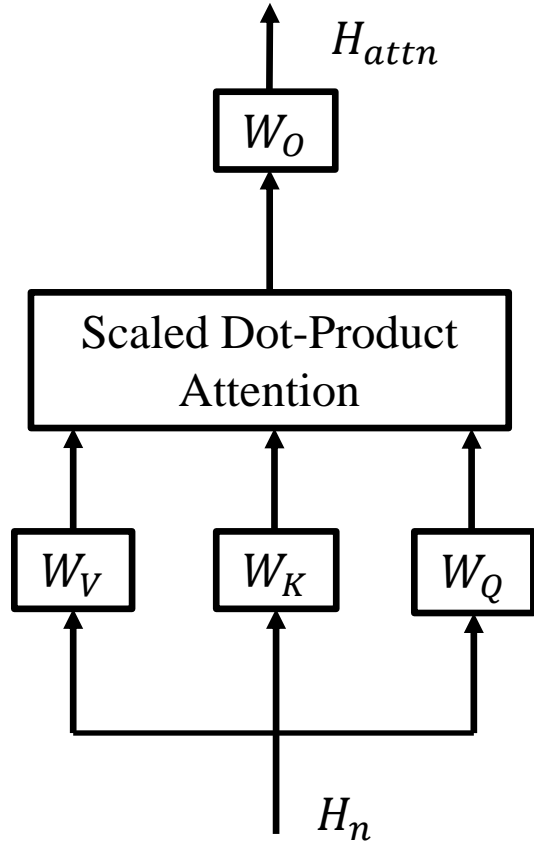 H_attn
W_O
Scaled Dot-Product
Attention
W_V W_K W_Q
H_n